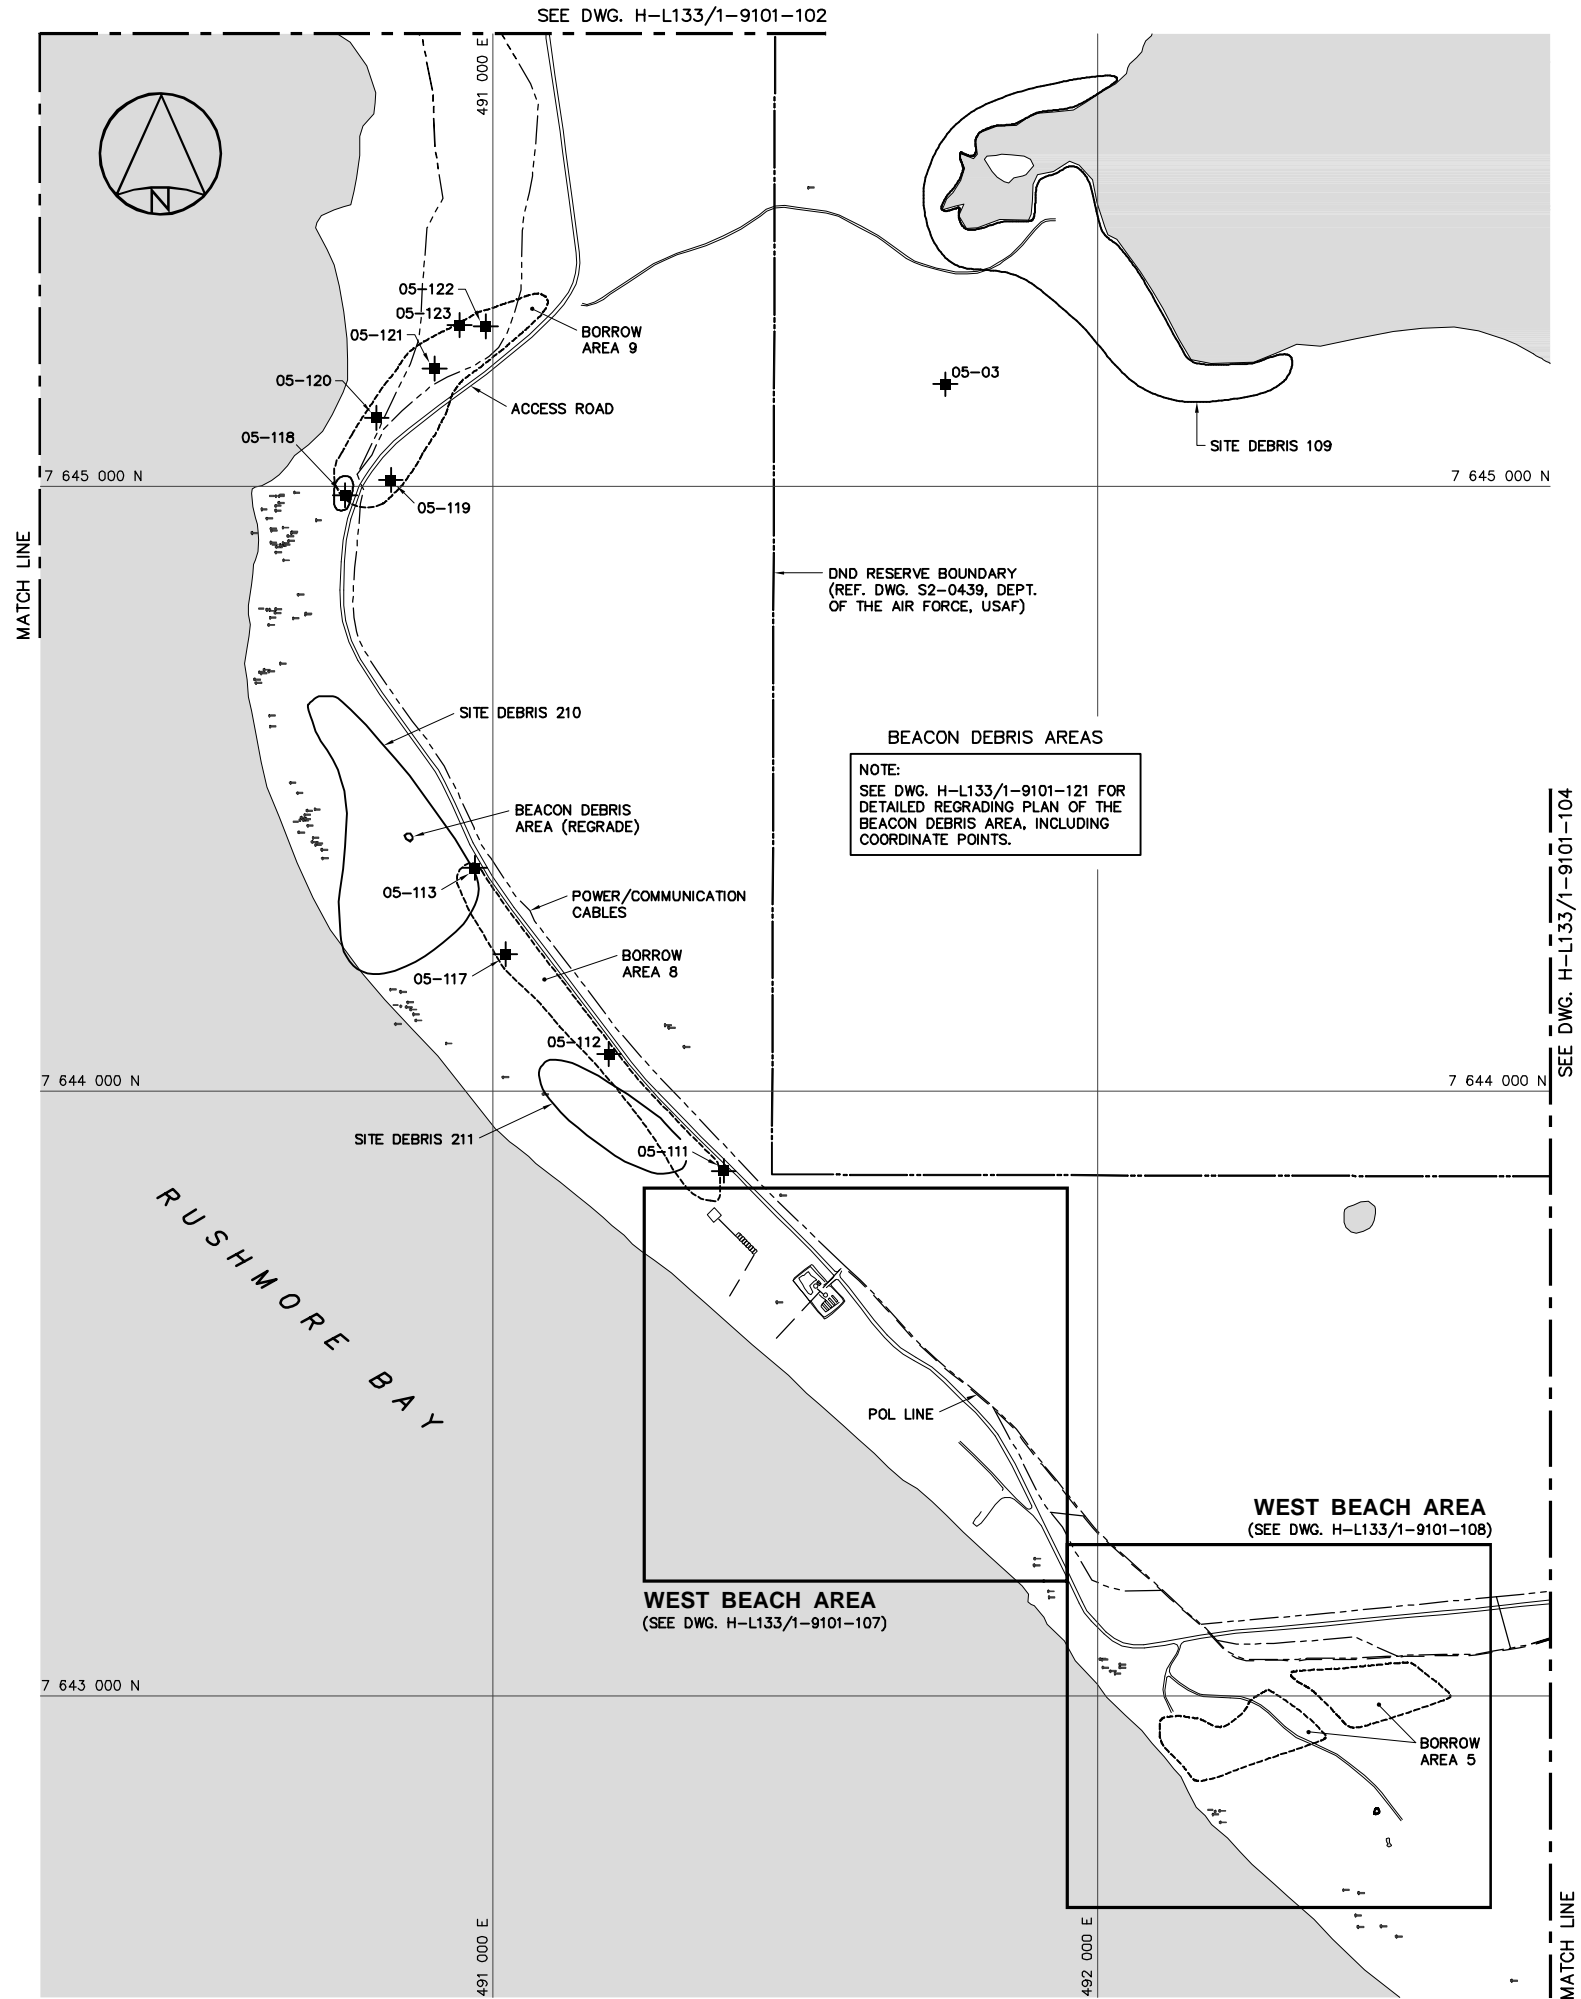 SEE DWG. H-L133/1-9101-102
491 000 E
N
05-122
05-123
05-121
BORROW
AREA 9
05-120
05-03
ACCESS ROAD
05-118
SITE DEBRIS 109
7 645 000 N
7 645 000 N
05-119
MATCH LINE
DND RESERVE BOUNDARY
(REF. DWG. S2-0439, DEPT.
OF THE AIR FORCE, USAF)
SITE DEBRIS 210
BEACON DEBRIS AREAS
NOTE:
SEE DWG. H-L133/1-9101-121 FOR
DETAILED REGRADING PLAN OF THE
BEACON DEBRIS AREA, INCLUDING
COORDINATE POINTS.
BEACON DEBRIS
AREA (REGRADE)
SEE DWG. H-L133/1-9101-104
05-113
POWER/COMMUNICATION
CABLES
BORROW
AREA 8
05-117
05-112
7 644 000 N
7 644 000 N
SITE DEBRIS 211
05-111
RUSHMORE BAY
POL LINE
WEST BEACH AREA
(SEE DWG. H-L133/1-9101-108)
WEST BEACH AREA
(SEE DWG. H-L133/1-9101-107)
7 643 000 N
BORROW
AREA 5
491 000 E
492 000 E
MATCH LINE